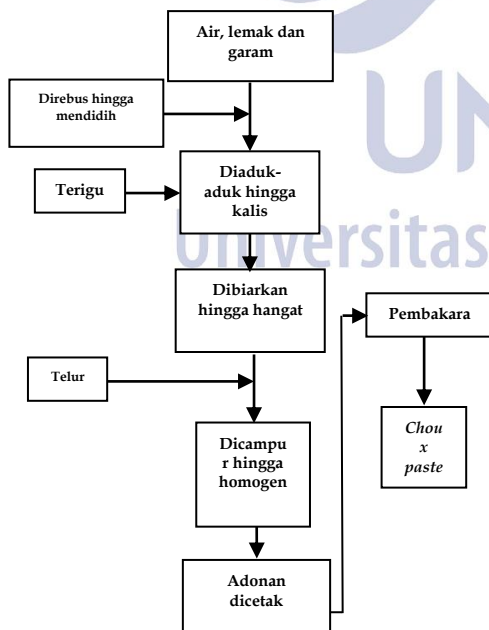 Air, lemak dan
garam
Direbus hingga
mendidih
UN
Diaduk-
aduk hingga
kalis
Terigu
Universitas
Dibiarkan
hingga hangat
Pembakara
Telur
Chou
x
paste
Dicampu
r hingga
homogen
Adonan
dicetak